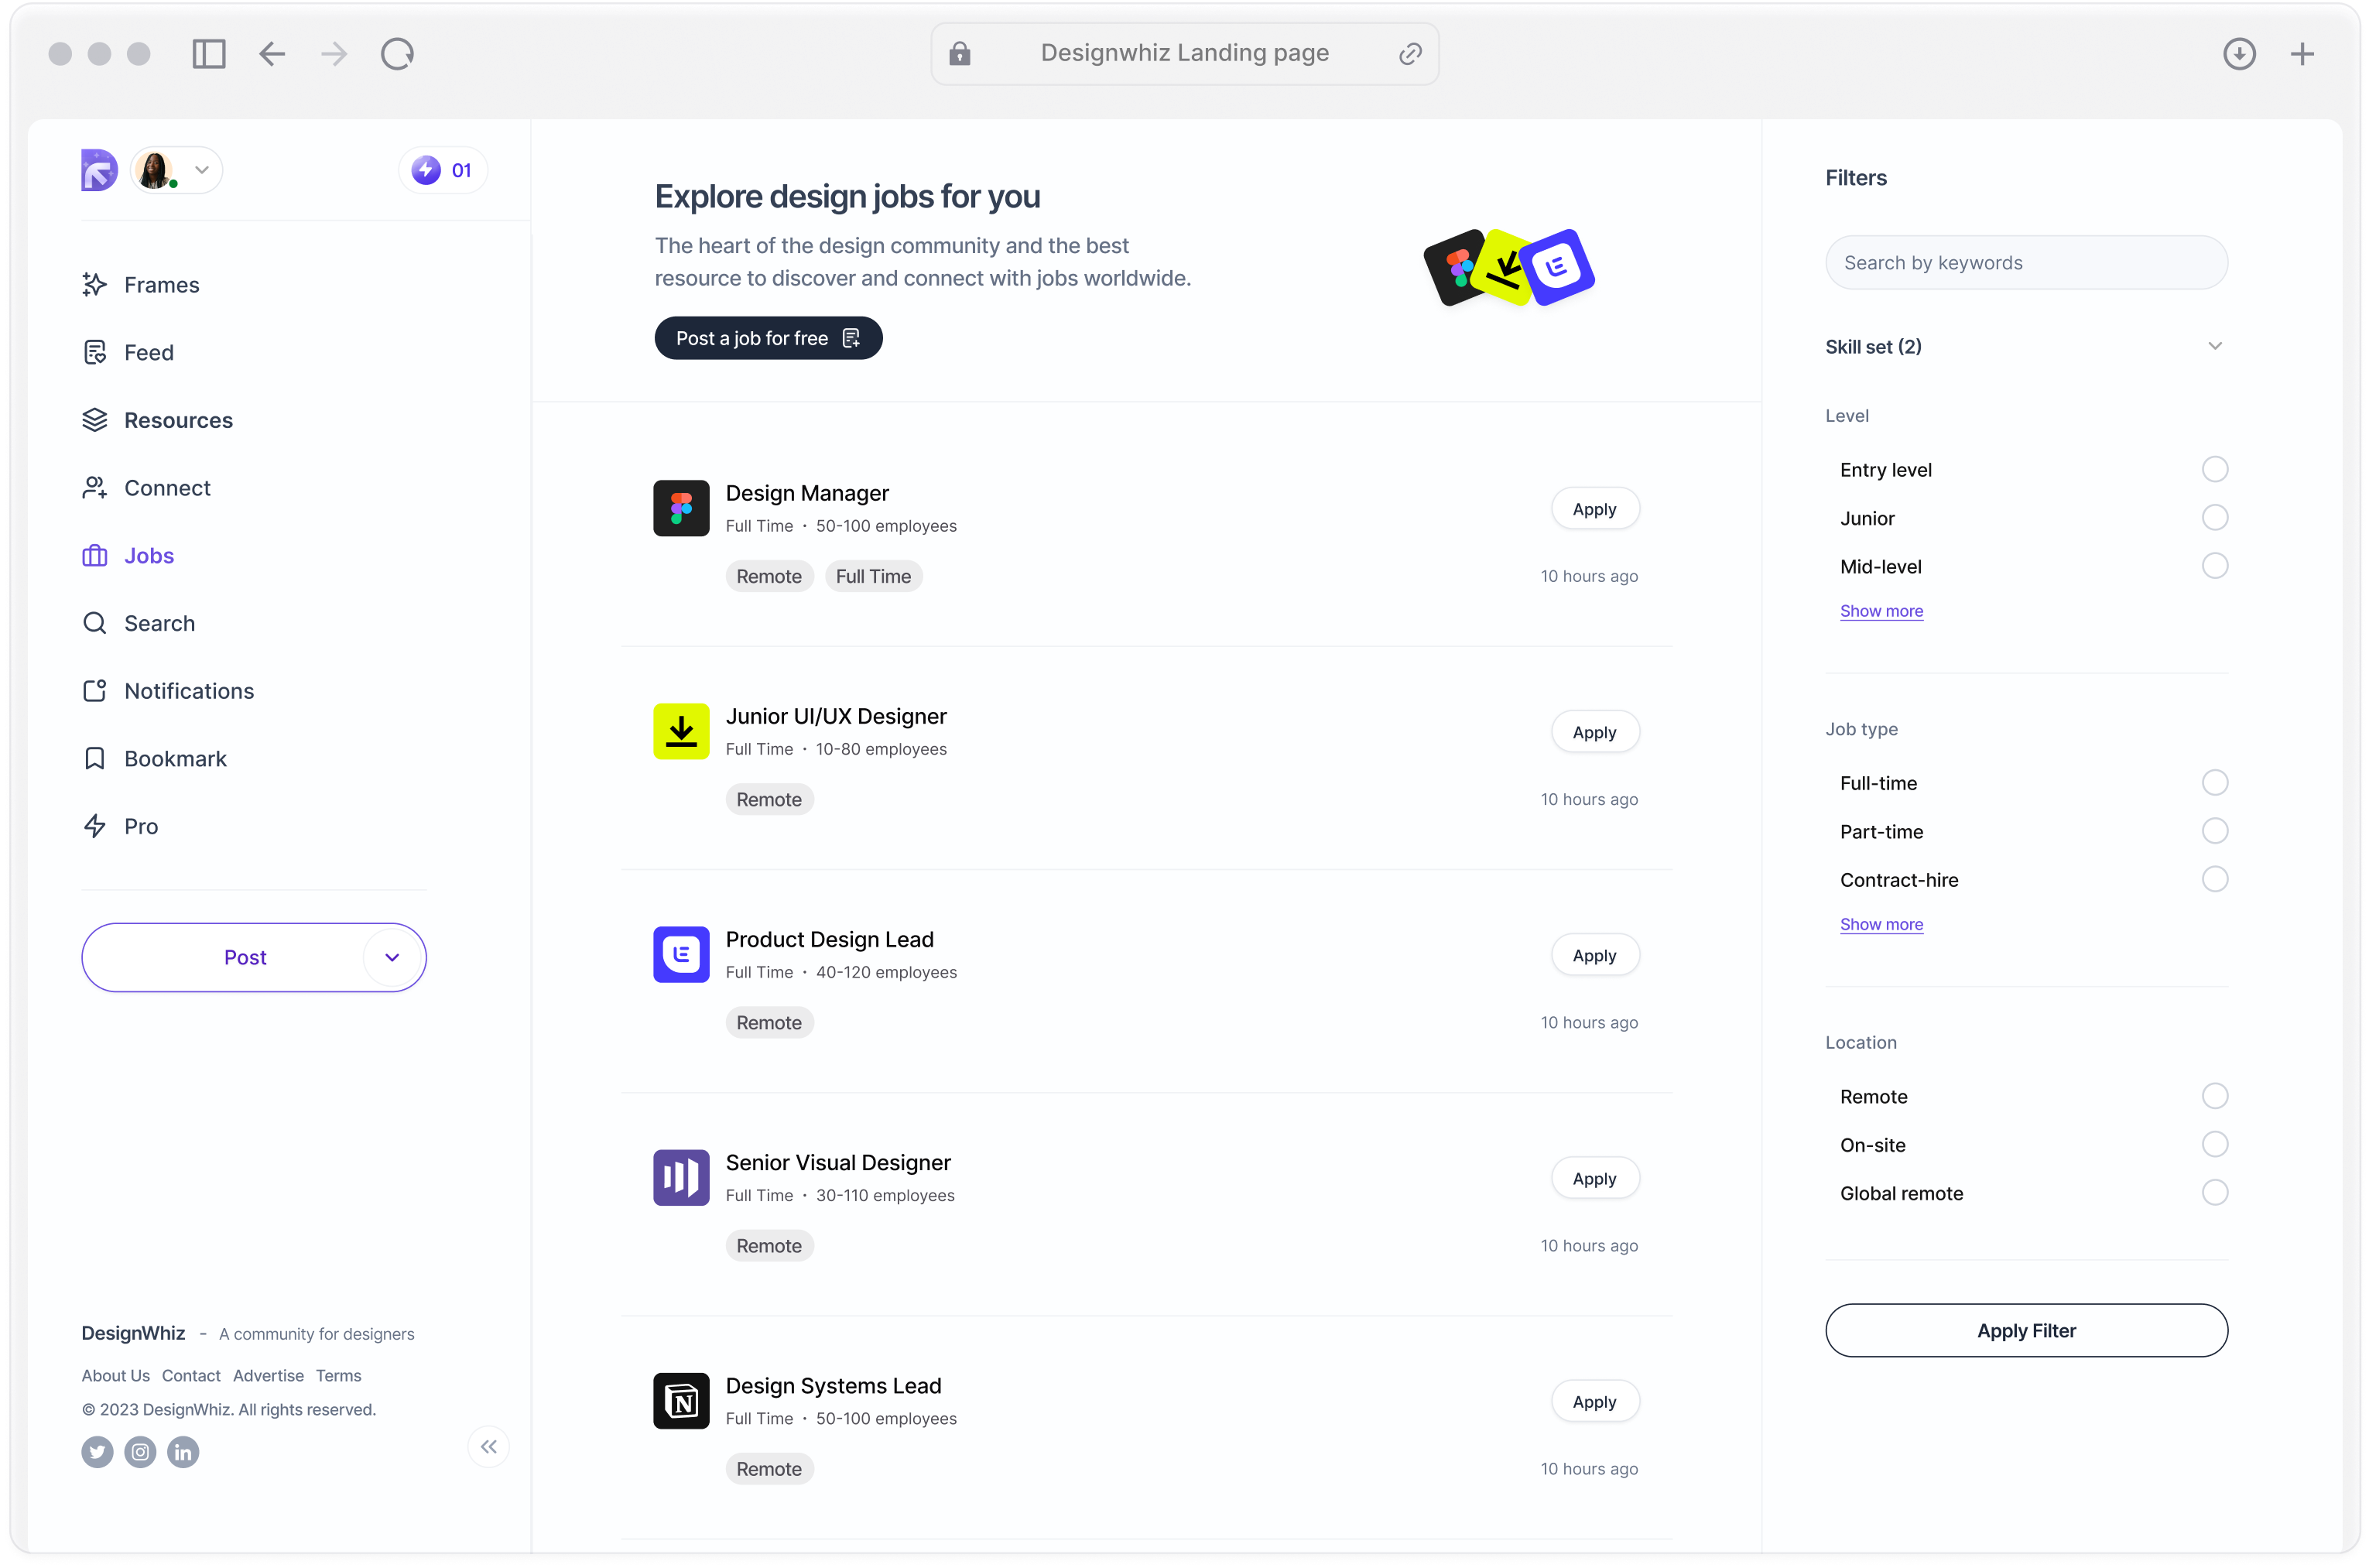 Designwhiz Landing page
01
Frames
Feed
Resources
Connect
Jobs
Search
Notifications
Bookmark
Pro
Post
DesignWhiz - A community for designers
About Us Contact Advertise Terms
© 2023 DesignWhiz. All rights reserved.
Explore design jobs for you
The heart of the design community and the best
resource to discover and connect with jobs worldwide.
Post a job for free
Design Manager
Full Time · 50-100 employees
Apply
Remote Full Time
10 hours ago
Junior UI/UX Designer
Full Time · 10-80 employees
Apply
Remote
10 hours ago
Product Design Lead
Full Time · 40-120 employees
Apply
Remote
10 hours ago
Senior Visual Designer
Full Time · 30-110 employees
Apply
Remote
10 hours ago
Design Systems Lead
Full Time · 50-100 employees
Apply
Remote
10 hours ago
Filters
Search by keywords
Skill set (2)
Level
Entry level
Junior
Mid-level
Show more
Job type
Full-time
Part-time
Contract-hire
Show more
Location
Remote
On-site
Global remote
Apply Filter